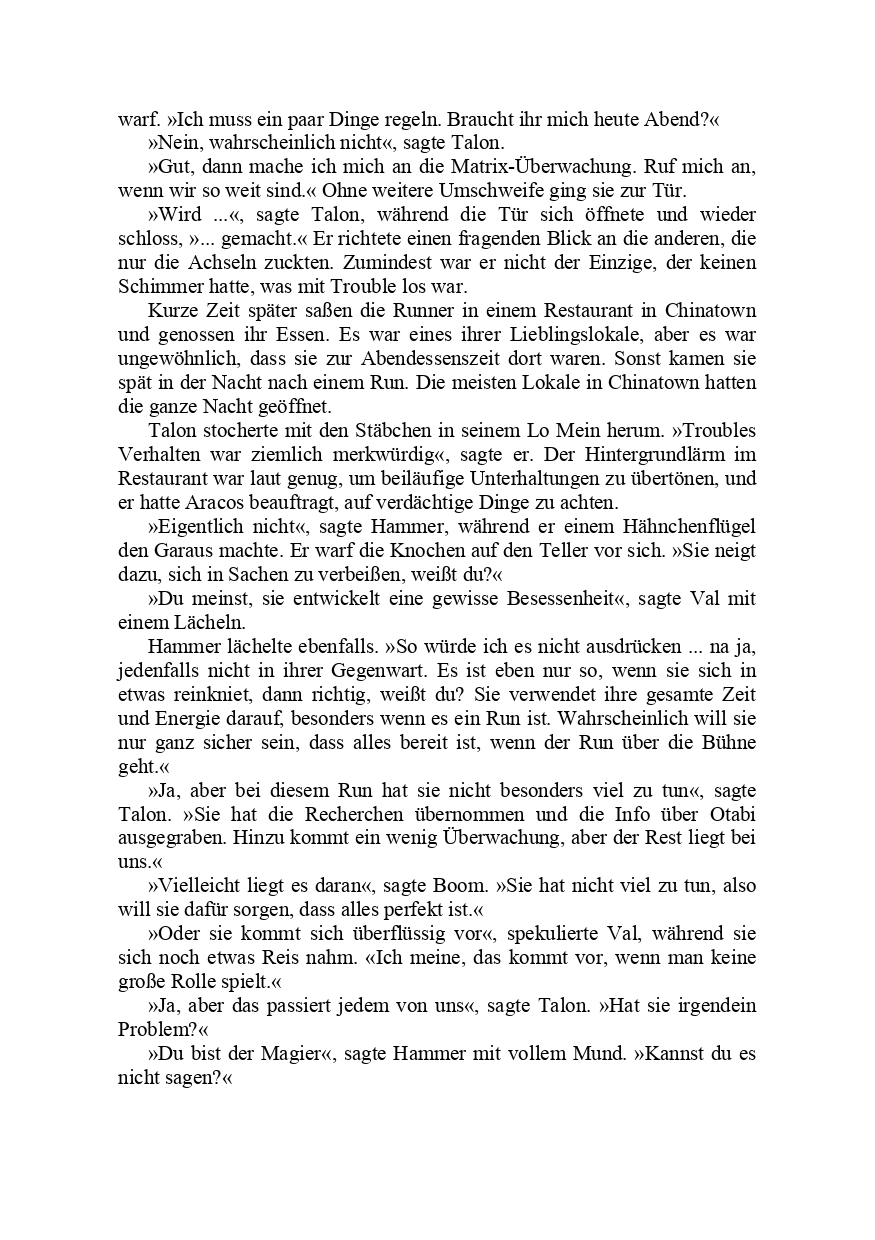 warf. »Ich muss ein paar Dinge regeln. Braucht ihr mich heute Abend?«
»Nein, wahrscheinlich nicht«, sagte Talon.
»Gut, dann mache ich mich an die Matrix-Überwachung. Ruf mich an,
wenn wir so weit sind.« Ohne weitere Umschweife ging sie zur Tür.
»Wird ...«, sagte Talon, während die Tür sich öffnete und wieder
schloss, »... gemacht.« Er richtete einen fragenden Blick an die anderen, die
nur die Achseln zuckten. Zumindest war er nicht der Einzige, der keinen
Schimmer hatte, was mit Trouble los war.
Kurze Zeit später saßen die Runner in einem Restaurant in Chinatown
und genossen ihr Essen. Es war eines ihrer Lieblingslokale, aber es war
ungewöhnlich, dass sie zur Abendessenszeit dort waren. Sonst kamen sie
spät in der Nacht nach einem Run. Die meisten Lokale in Chinatown hatten
die ganze Nacht geöffnet.
Talon stocherte mit den Stäbchen in seinem Lo Mein herum. »Troubles
Verhalten war ziemlich merkwürdig«, sagte er. Der Hintergrundlärm im
Restaurant war laut genug, um beiläufige Unterhaltungen zu übertönen, und
er hatte Aracos beauftragt, auf verdächtige Dinge zu achten.
»Eigentlich nicht«, sagte Hammer, während er einem Hähnchenflügel
den Garaus machte. Er warf die Knochen auf den Teller vor sich. »Sie neigt
dazu, sich in Sachen zu verbeißen, weißt du?«
»Du meinst, sie entwickelt eine gewisse Besessenheit«, sagte Val mit
einem Lächeln.
Hammer lächelte ebenfalls. »So würde ich es nicht ausdrücken ... na ja,
jedenfalls nicht in ihrer Gegenwart. Es ist eben nur so, wenn sie sich in
etwas reinkniet, dann richtig, weißt du? Sie verwendet ihre gesamte Zeit
und Energie darauf, besonders wenn es ein Run ist. Wahrscheinlich will sie
nur ganz sicher sein, dass alles bereit ist, wenn der Run über die Bühne
geht.«
»Ja, aber bei diesem Run hat sie nicht besonders viel zu tun«, sagte
Talon. »Sie hat die Recherchen übernommen und die Info über Otabi
ausgegraben. Hinzu kommt ein wenig Überwachung, aber der Rest liegt bei
uns.«
»Vielleicht liegt es daran«, sagte Boom. »Sie hat nicht viel zu tun, also
will sie dafür sorgen, dass alles perfekt ist.«
»Oder sie kommt sich überflüssig vor«, spekulierte Val, während sie
sich noch etwas Reis nahm. «Ich meine, das kommt vor, wenn man keine
große Rolle spielt.«
»Ja, aber das passiert jedem von uns«, sagte Talon. »Hat sie irgendein
Problem?«
»Du bist der Magier«, sagte Hammer mit vollem Mund. »Kannst du es
nicht sagen?«